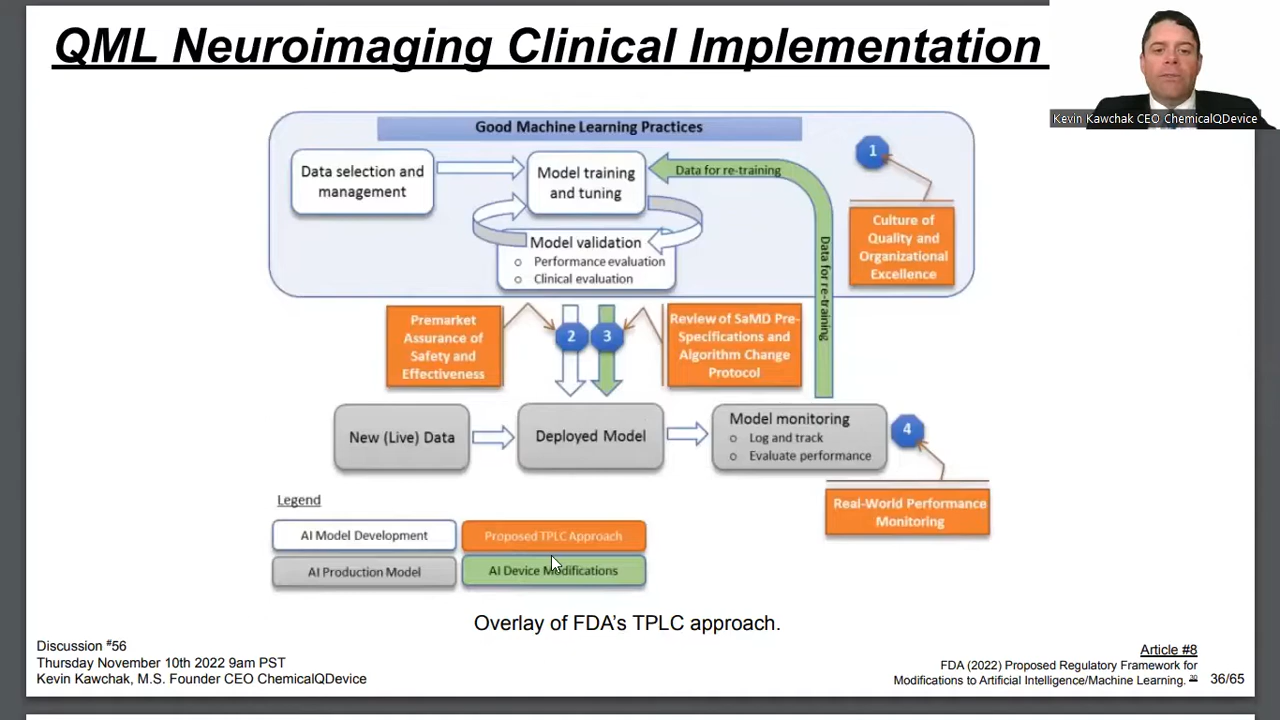 QML Neuroimaging Clinical Implementation
Kevin Kawchak CEO ChemicalQDevice
Good Machine Learning Practices
Data selection and
management
Model training
and tuning
Data for re-training
1
Culture of
Quality and
Organizational
Excellence
Model validation
o Performance evaluation
o Clinical evaluation
Data for re-training
Premarket
Assurance of
Safety and
Effectiveness
2
3
Review of SaMD Pre-
Specifications and
Algorithm Change
Protocol
New (Live) Data
Deployed Model
Model monitoring
o Log and track
o Evaluate performance
4
Real-World Performance
Monitoring
Legend
AI Model Development
Proposed TPLC Approach
AI Production Model
AI Device Modifications
Overlay of FDA's TPLC approach.
Discussion #56
Thursday November 10th 2022 9am PST
Kevin Kawchak, M.S. Founder CEO ChemicalQDevice
Article #8
FDA (2022) Proposed Regulatory Framework for
Modifications to Artificial Intelligence/Machine Learning.
36/65